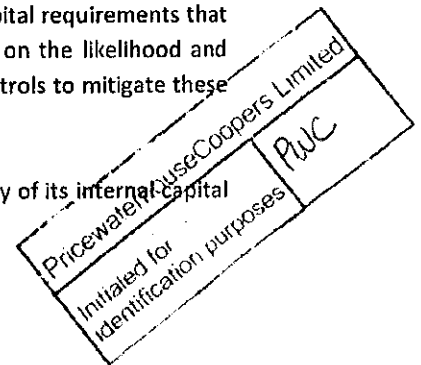 pital requirements that
on the likelihood and
trols to mitigate these
y of its internal capital
PricewaterhouseCoopers Limited
Initialed for
identification purposes
PWC